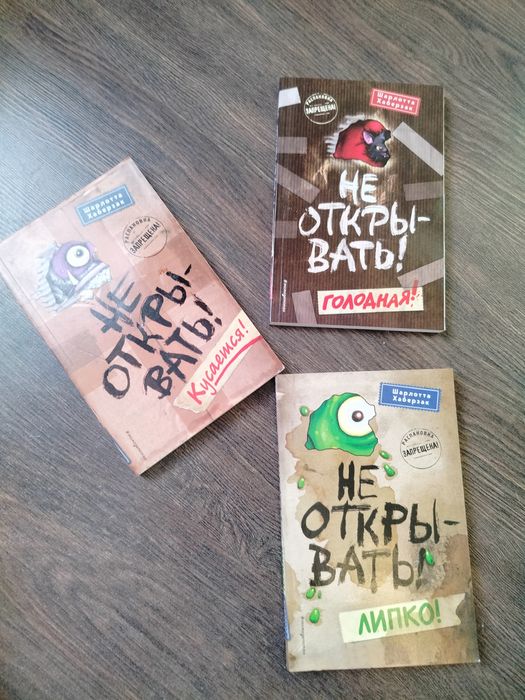 Шарлотта
Хаберзак
РАСПАКОВКА
ЗАПРЕЩЕНА!
НЕ
ОТКРЫ-
ВАТЬ!
ГОЛОДНАЯ!
Шарлотта
Хаберзак
РАСПАКОВКА
ЗАПРЕЩЕНА!
НЕ
ОТКРЫ-
ВАТЬ!
Кусается!
Шарлотта
Хаберзак
РАСПАКОВКА
ЗАПРЕЩЕНА!
НЕ
ОТКРЫ-
ВАТЬ!
ЛИПКО!